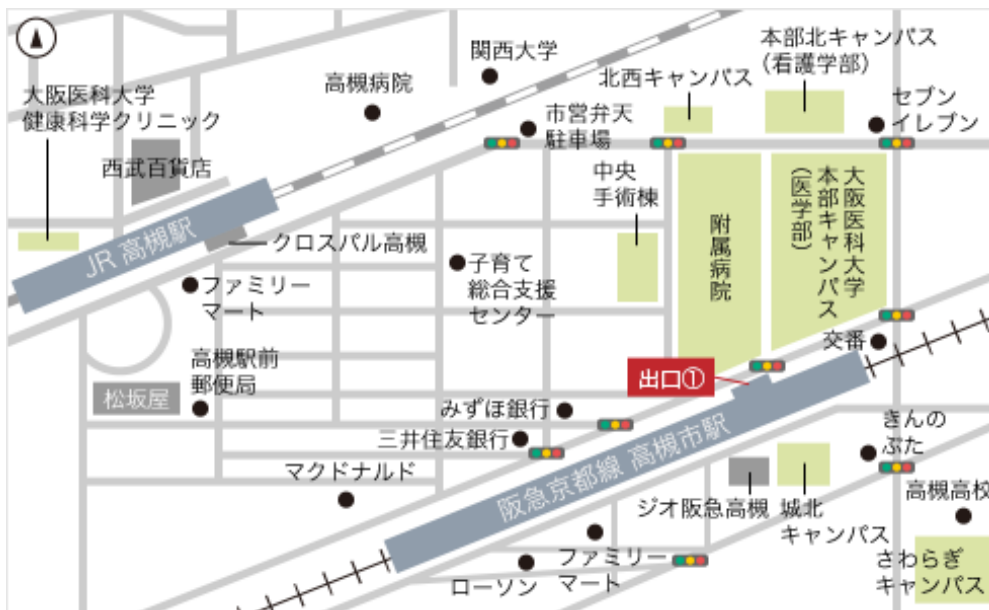 関西大学
本部北キャンパス
（看護学部）
高槻病院
北西キャンパス
大阪医科大学
健康科学クリニック
セブン
イレブン
市営弁天
駐車場
西武百貨店
中央
手術棟
大阪医科大学
本部キャンパス
（医学部）
附属病院
JR 高槻駅
クロスパル高槻
子育て
総合支援
センター
ファミリー
マート
交番
高槻駅前
郵便局
出口①
松坂屋
みずほ銀行
きんの
ぶた
三井住友銀行
阪急京都線 高槻市駅
マクドナルド
高槻高校
ジオ阪急高槻
城北
キャンパス
ファミリー
マート
さわらぎ
キャンパス
ローソン